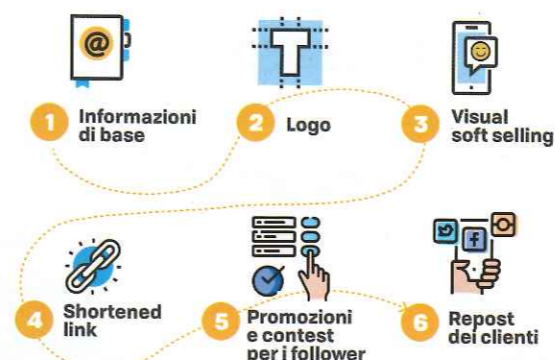 @
T
1 Informazioni
di base
2 Logo
3 Visual
soft selling
4 Shortened
link
5 Promozioni
e contest
per i follower
6 Repost
dei clienti